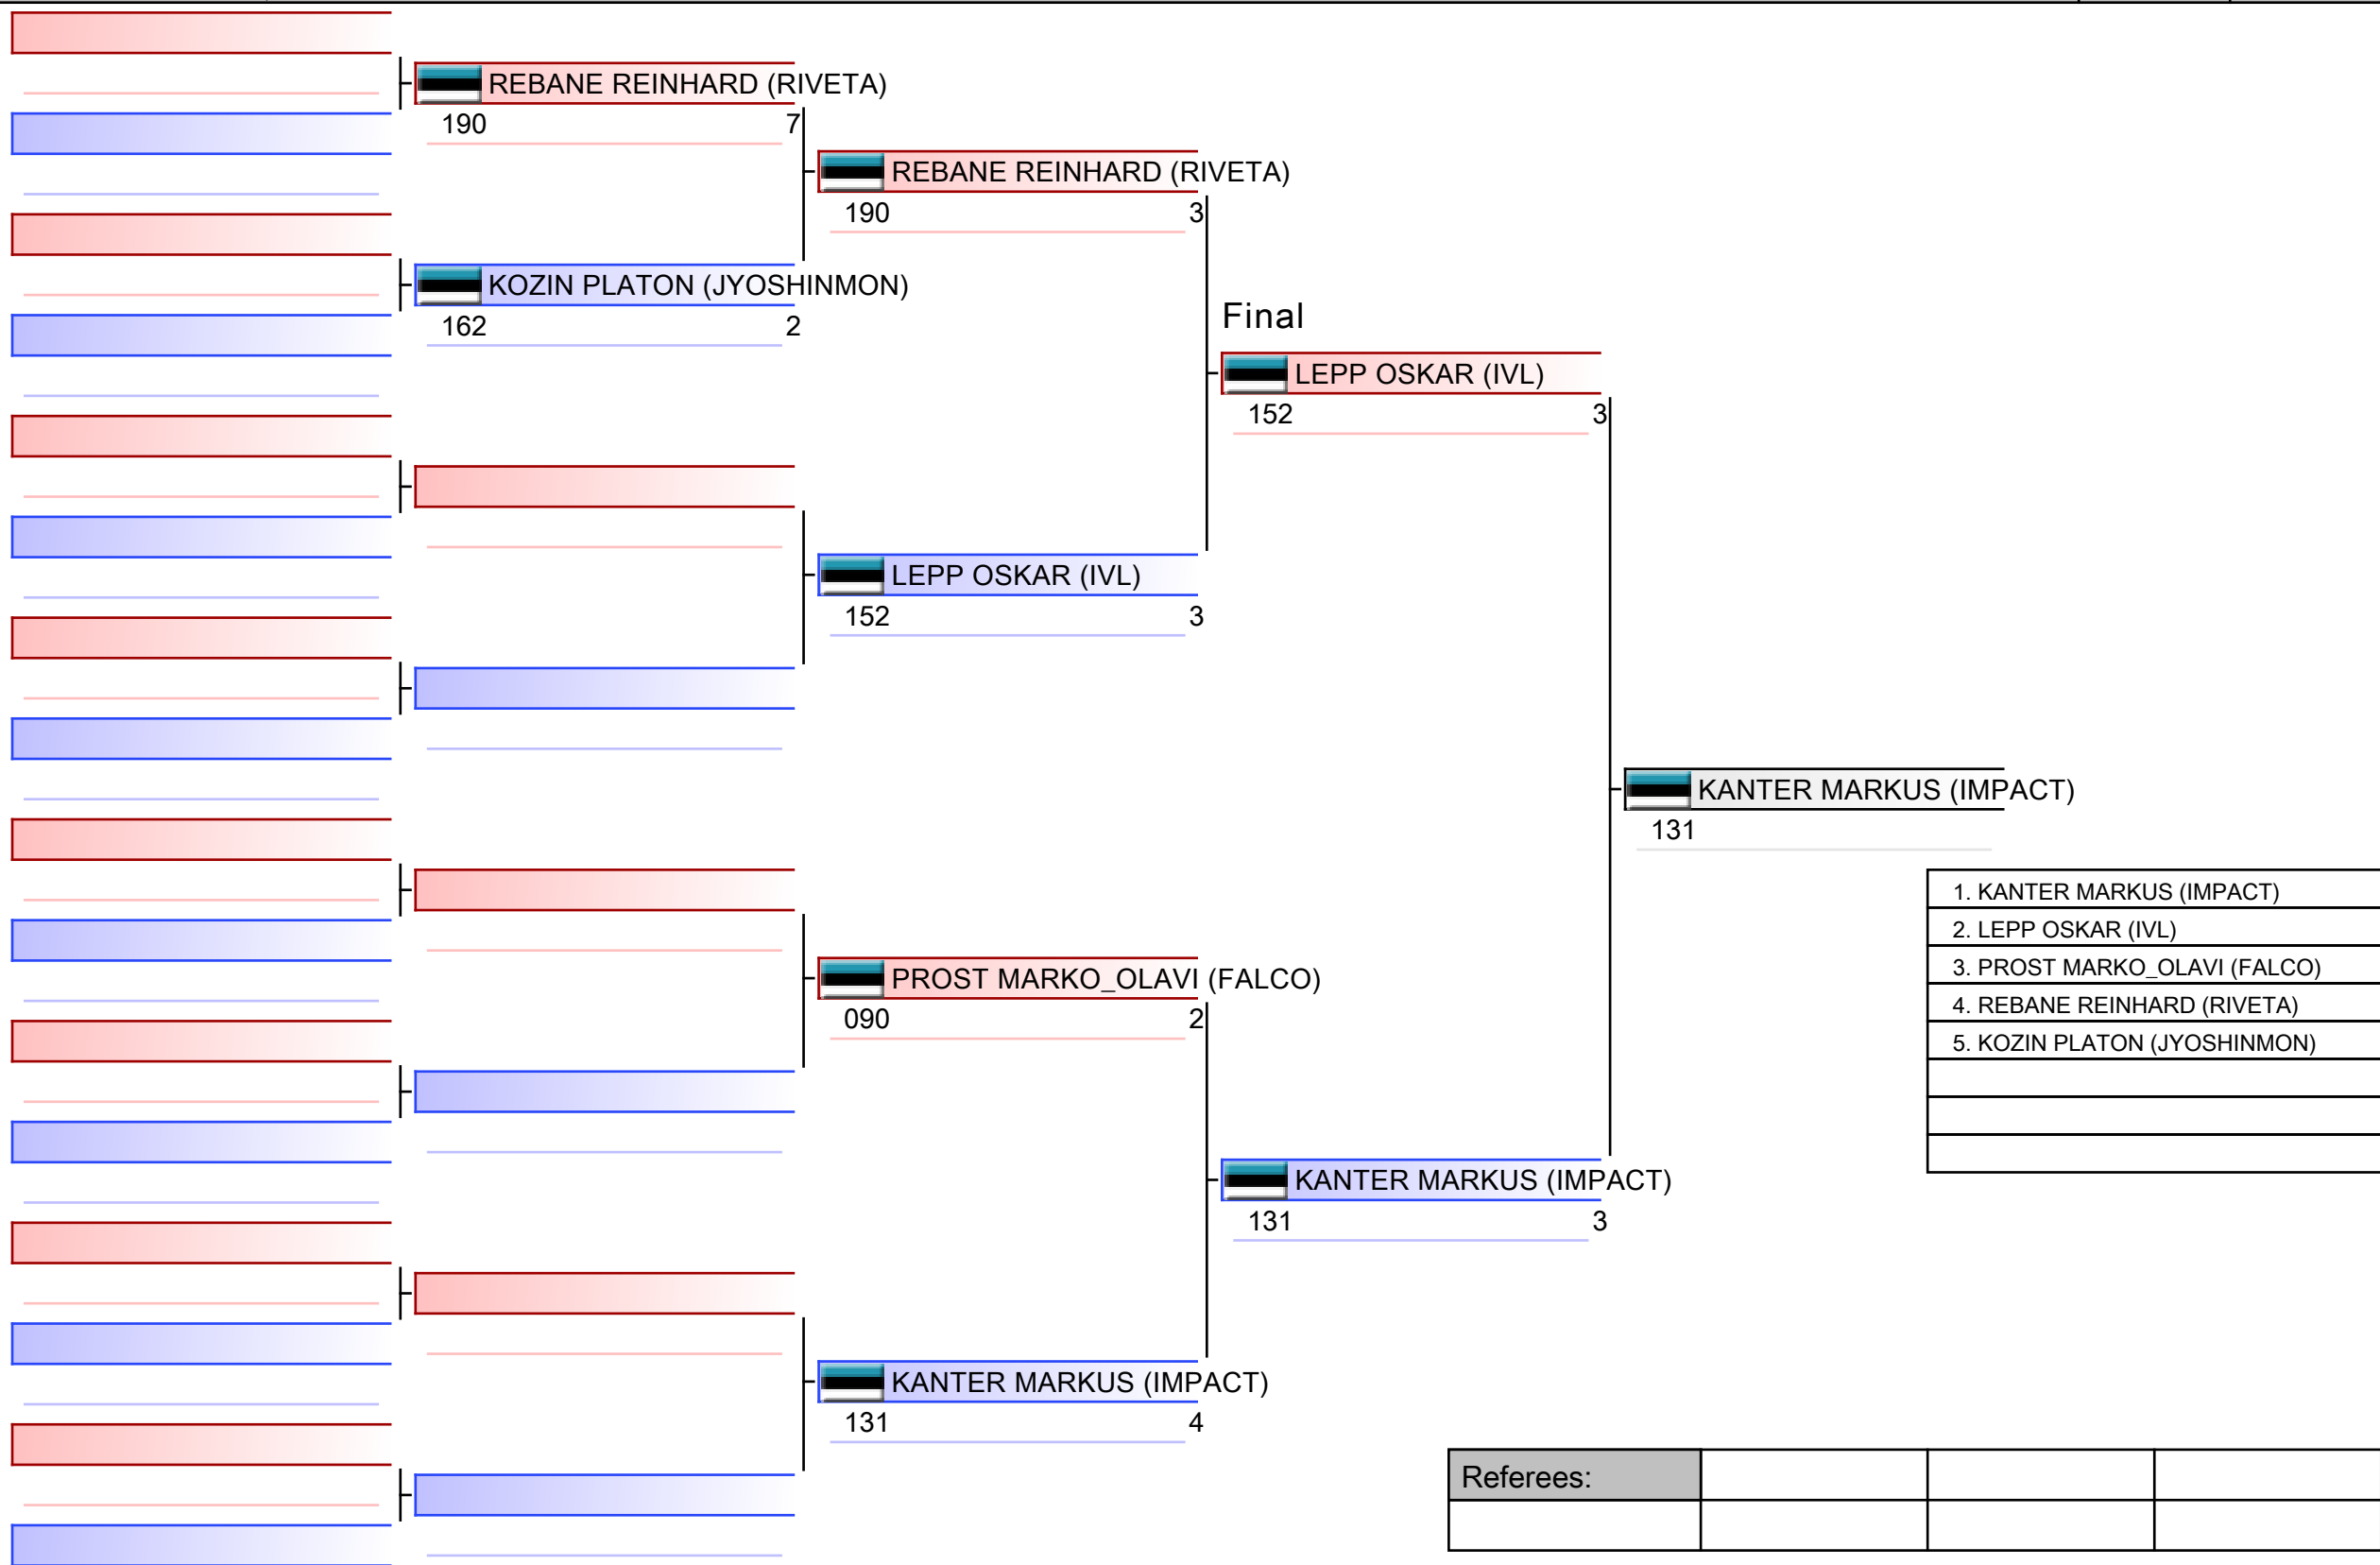 REBANE REINHARD (RIVETA)
190 7
KOZIN PLATON (JYOSHINMON)
162 2
REBANE REINHARD (RIVETA)
190 3
LEPP OSKAR (IVL)
152 3
PROST MARKO_OLAVI (FALCO)
090 2
KANTER MARKUS (IMPACT)
131 4
Final
LEPP OSKAR (IVL)
152 3
KANTER MARKUS (IMPACT)
131 3
KANTER MARKUS (IMPACT)
131
1. KANTER MARKUS (IMPACT)
2. LEPP OSKAR (IVL)
3. PROST MARKO_OLAVI (FALCO)
4. REBANE REINHARD (RIVETA)
5. KOZIN PLATON (JYOSHINMON)
Referees: